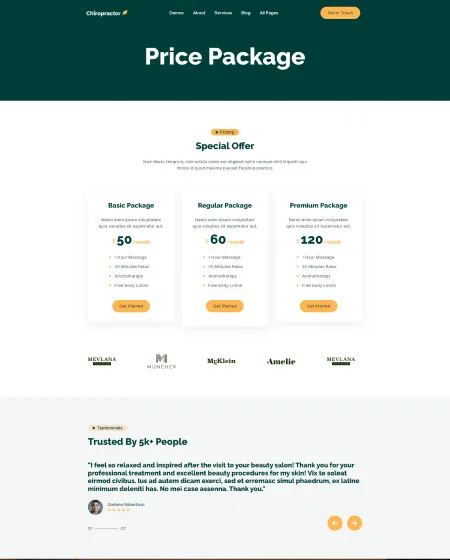 Chiropractor
Demos About Services Blog All Pages
Get In Touch
Price Package
Pricing
Special Offer
Nam libero tempore, cum soluta nobis est eligendi optio cumque nihil impedit quo
minus id quod maxime placeat facere possimus.
Basic Package
Nemo enim ipsam voluptatem
quia voluptas sit aspernatur aut.
$ 50 / month
1 Hour Massage
30 Minutes Relax
Aromatherapy
Free Body Lotion
Get Started
Regular Package
Nemo enim ipsam voluptatem
quia voluptas sit aspernatur aut.
$ 60 / month
1 Hour Massage
30 Minutes Relax
Aromatherapy
Free Body Lotion
Get Started
Premium Package
Nemo enim ipsam voluptatem
quia voluptas sit aspernatur aut.
$ 120 / month
1 Hour Massage
30 Minutes Relax
Aromatherapy
Free Body Lotion
Get Started
MEVLANA
MUNCHER
McKlein
Amelie
MEVLANA
Testimonials
Trusted By 5k+ People
"I feel so relaxed and inspired after the visit to your beauty salon! Thank you for your
professional treatment and excellent beauty procedures for my skin! Vix te soleat
eirmod civibus. Ius ad autem dicam exerci, sed et erremasc simul phaedrum, ex latine
minimum deleniti has. No mei case assenna. Thank you."
Darlene Robertson
01 07